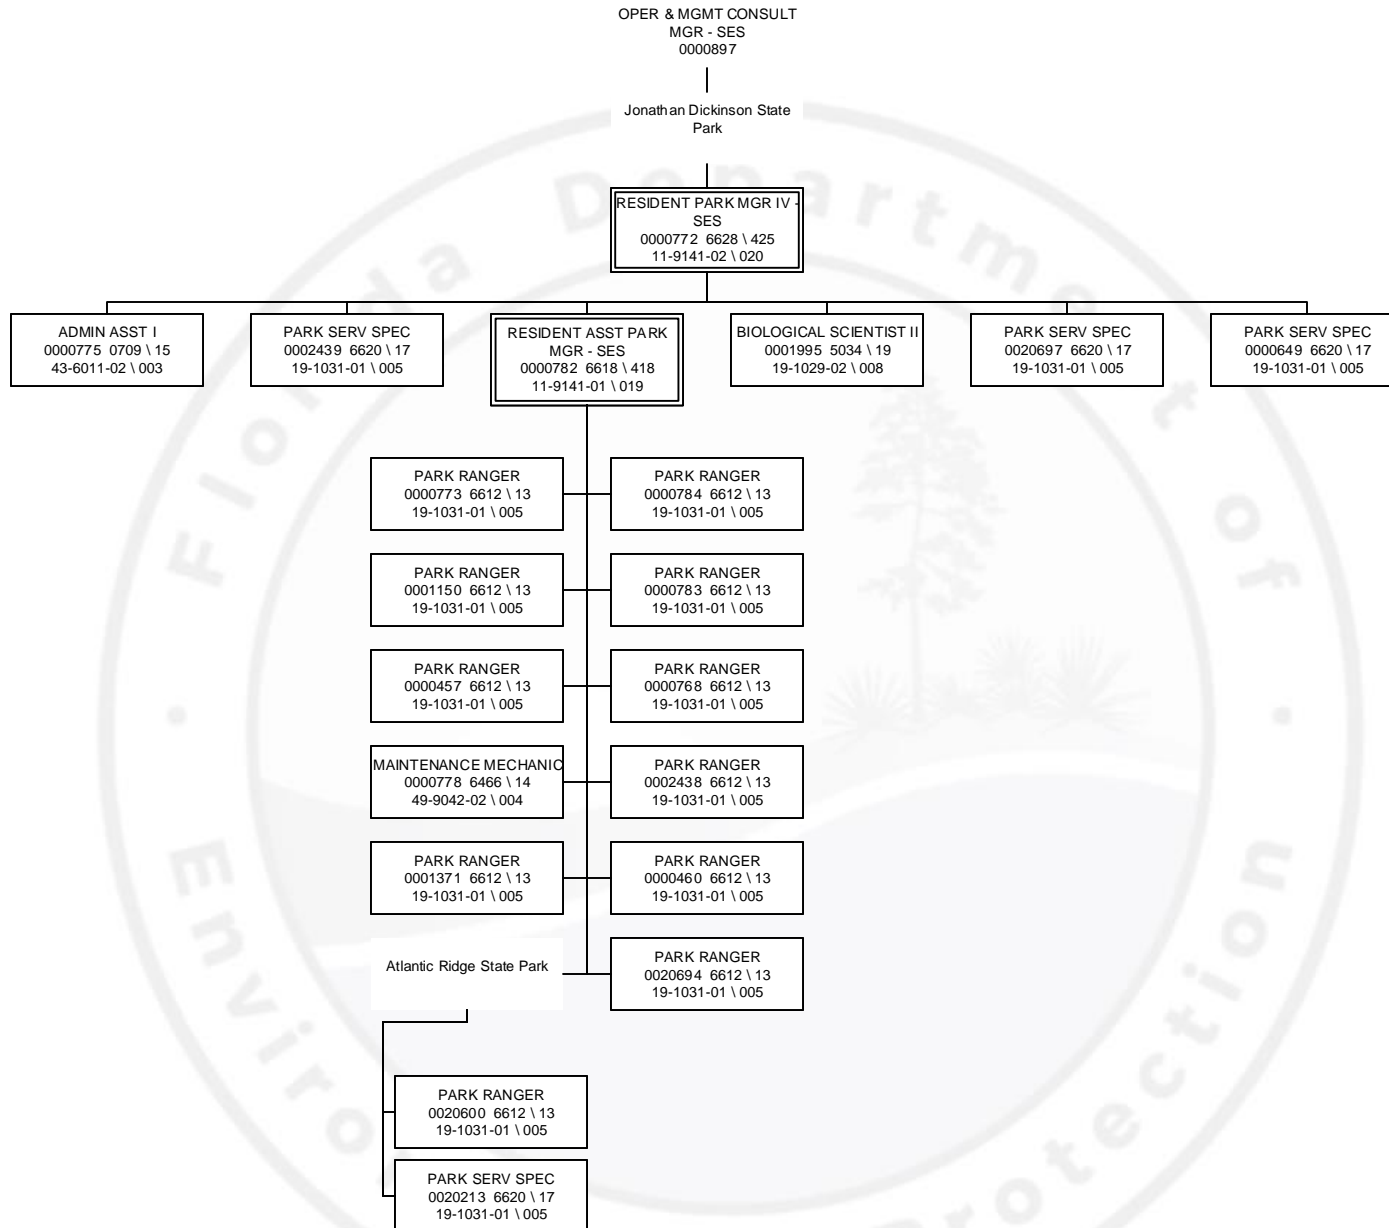 OPER & MGMT CONSULT
MGR - SES
0000897
Jonathan Dickinson State
Park
RESIDENT PARK MGR IV -
SES
0000772 6628 \ 425
11-9141-02 \ 020
ADMIN ASST I
0000775 0709 \ 15
43-6011-02 \ 003
PARK SERV SPEC
0002439 6620 \ 17
19-1031-01 \ 005
RESIDENT ASST PARK
MGR - SES
0000782 6618 \ 418
11-9141-01 \ 019
BIOLOGICAL SCIENTIST II
0001995 5034 \ 19
19-1029-02 \ 008
PARK SERV SPEC
0020697 6620 \ 17
19-1031-01 \ 005
PARK SERV SPEC
0000649 6620 \ 17
19-1031-01 \ 005
PARK RANGER
0000773 6612 \ 13
19-1031-01 \ 005
PARK RANGER
0000784 6612 \ 13
19-1031-01 \ 005
PARK RANGER
0001150 6612 \ 13
19-1031-01 \ 005
PARK RANGER
0000783 6612 \ 13
19-1031-01 \ 005
PARK RANGER
0000457 6612 \ 13
19-1031-01 \ 005
PARK RANGER
0000768 6612 \ 13
19-1031-01 \ 005
MAINTENANCE MECHANIC
0000778 6466 \ 14
49-9042-02 \ 004
PARK RANGER
0002438 6612 \ 13
19-1031-01 \ 005
PARK RANGER
0001371 6612 \ 13
19-1031-01 \ 005
PARK RANGER
0000460 6612 \ 13
19-1031-01 \ 005
Atlantic Ridge State Park
PARK RANGER
0020694 6612 \ 13
19-1031-01 \ 005
PARK RANGER
0020600 6612 \ 13
19-1031-01 \ 005
PARK SERV SPEC
0020213 6620 \ 17
19-1031-01 \ 005
Florida Department of